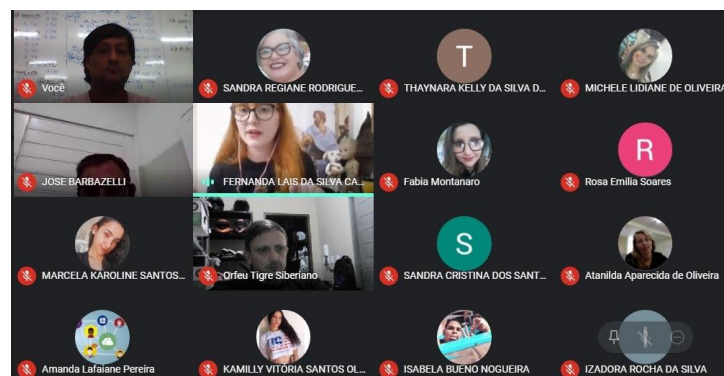 Você
SANDRA REGIANE RODRIGUE...
T
THAYNARA KELLY DA SILVA D...
MICHELE LIDIANE DE OLIVEIRA
JOSE BARBAZELLI
FERNANDA LAIS DA SILVA CA...
Fabia Montanaro
R
Rosa Emilia Soares
MARCELA KAROLINE SANTOS...
Orfeu Tigre Siberiano
S
SANDRA CRISTINA DOS SANT...
Atanilda Aparecida de Oliveira
Amanda Lafaiane Pereira
KAMILLY VITÓRIA SANTOS OL...
ISABELA BUENO NOGUEIRA
IZADORA ROCHA DA SILVA